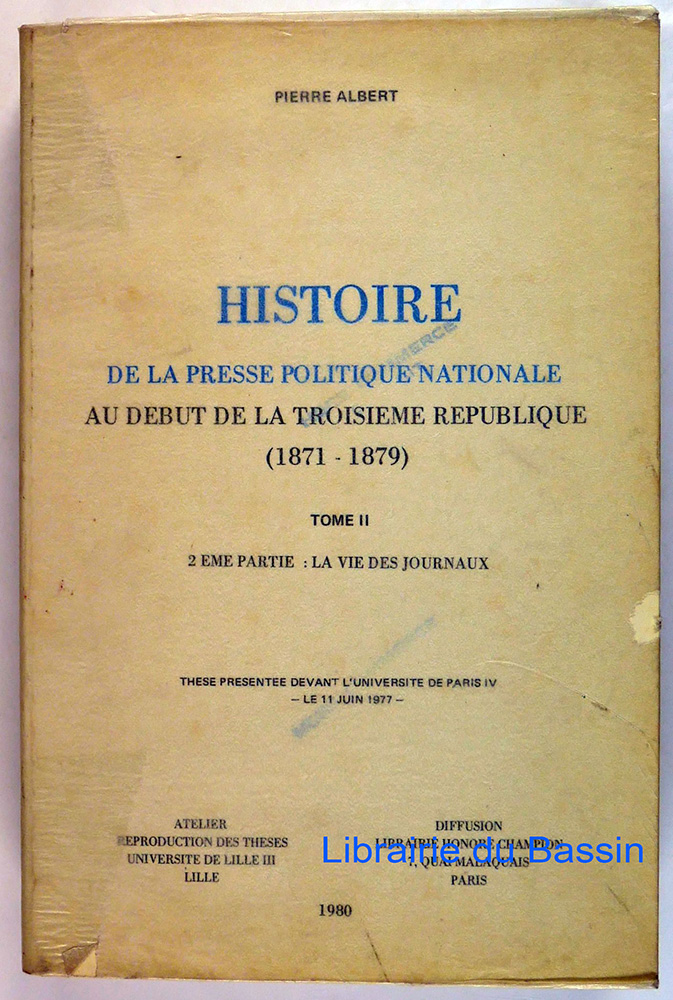 PIERRE ALBERT
HISTOIRE
DE LA PRESSE POLITIQUE NATIONALE
AU DEBUT DE LA TROISIEME REPUBLIQUE
(1871 - 1879)
TOME II
2 EME PARTIE : LA VIE DES JOURNAUX
THESE PRESENTEE DEVANT L'UNIVERSITE DE PARIS IV
– LE 11 JUIN 1977 –
ATELIER
REPRODUCTION DES THESES
UNIVERSITE DE LILLE III
LILLE
DIFFUSION
LIBRAIRIE HONORE CHAMPION
7, QUAI MALAQUAIS
PARIS
Librairie du Bassin
1980